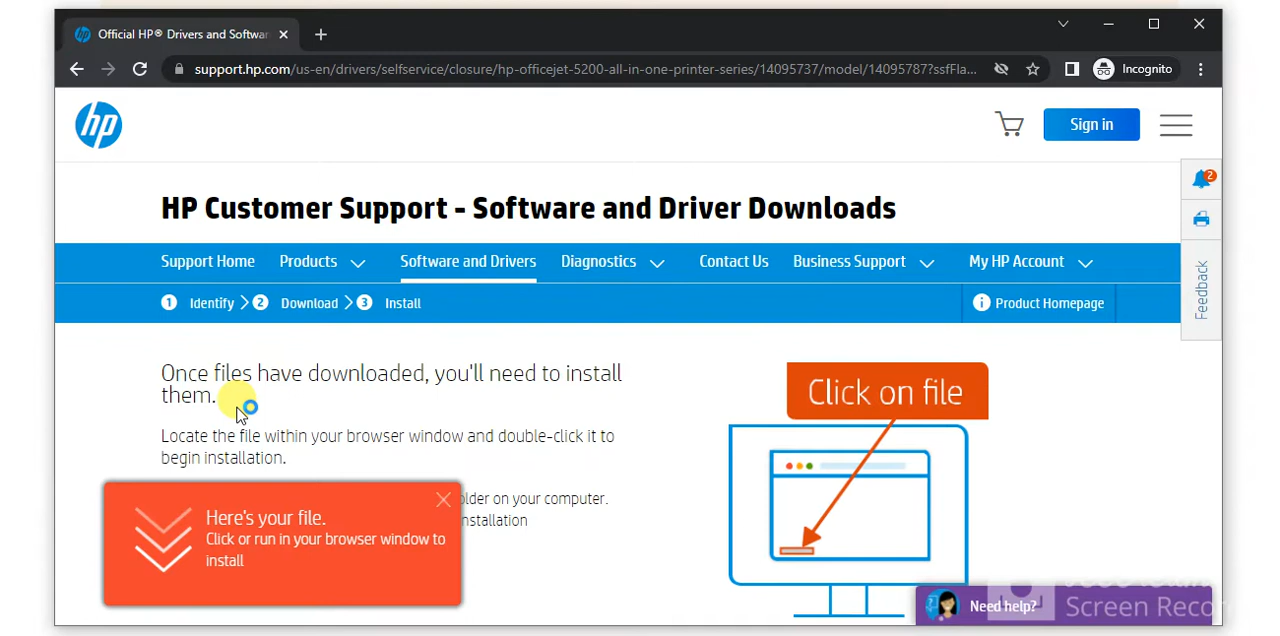 Official HP® Drivers and Softwar
support.hp.com/us-en/drivers/selfservice/closure/hp-officejet-5200-all-in-one-printer-series/14095737/model/14095787?ssfFla...
Incognito
hp
Sign in
2
HP Customer Support - Software and Driver Downloads
Support Home Products Software and Drivers Diagnostics Contact Us Business Support My HP Account
1 Identify 2 Download 3 Install
Product Homepage
Feedback
Once files have downloaded, you'll need to install
them.
Locate the file within your browser window and double-click it to
begin installation.
older on your computer.
nstallation
Here's your file.
Click or run in your browser window to
install
Click on file
Need help?
Screen Recor